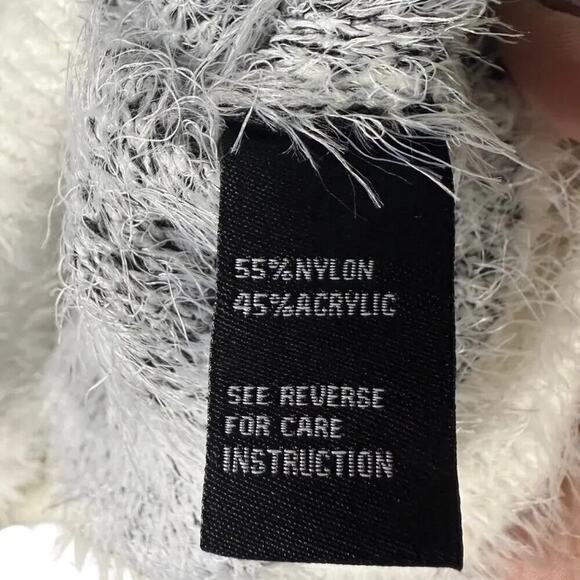 55%NYLON
45%ACRYLIC
SEE REVERSE
FOR CARE
INSTRUCTION